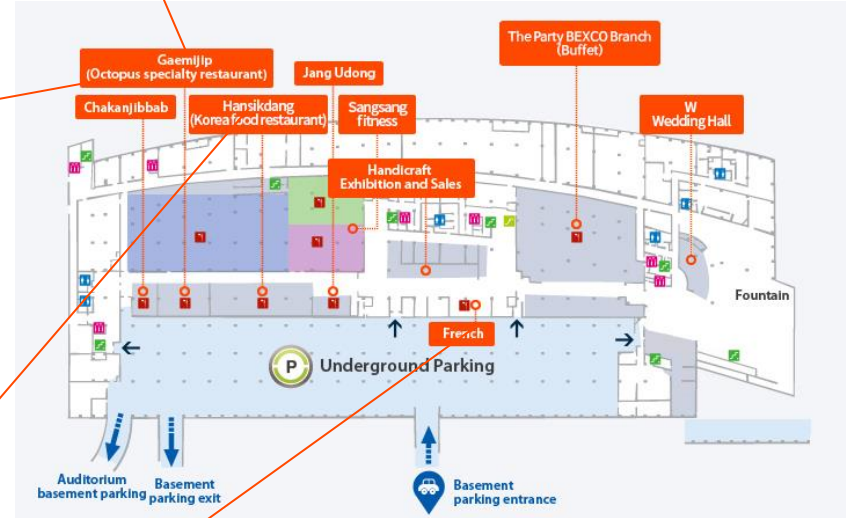 The Party BEXCO Branch
(Buffet)
Gaemijip
(Octopus specialty restaurant)
Jang Udong
Chakanjibbab
Hansikdang
(Korea food restaurant)
Sangsang
fitness
W
Wedding Hall
Handicraft
Exhibition and Sales
Fountain
French
P
Underground Parking
Auditorium
basement parking
Basement
parking exit
Basement
parking entrance